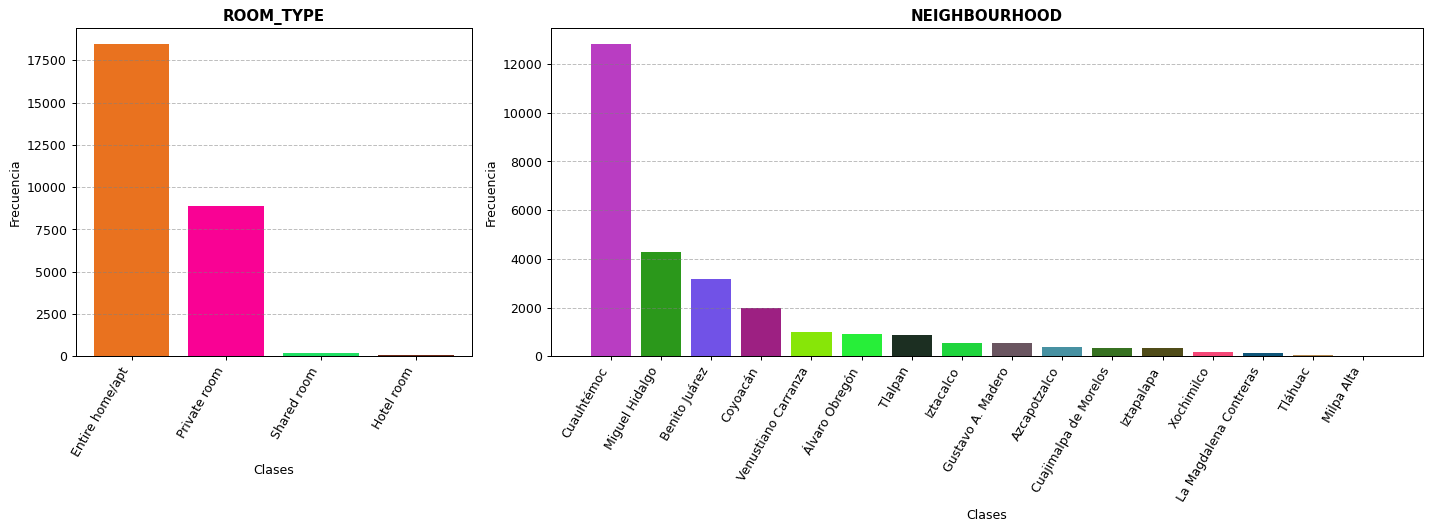 ROOM_TYPE
Frecuencia
17500
15000
12500
10000
7500
5000
2500
0
Entire home/apt
Private room
Shared room
Hotel room
Clases
NEIGHBOURHOOD
Frecuencia
12000
10000
8000
6000
4000
2000
0
Cuauhtémoc
Miguel Hidalgo
Benito Juárez
Coyoacán
Venustiano Carranza
Álvaro Obregón
Tlalpan
Iztacalco
Gustavo A. Madero
Azcapotzalco
Cuajimalpa de Morelos
Iztapalapa
Xochimilco
La Magdalena Contreras
Tláhuac
Milpa Alta
Clases